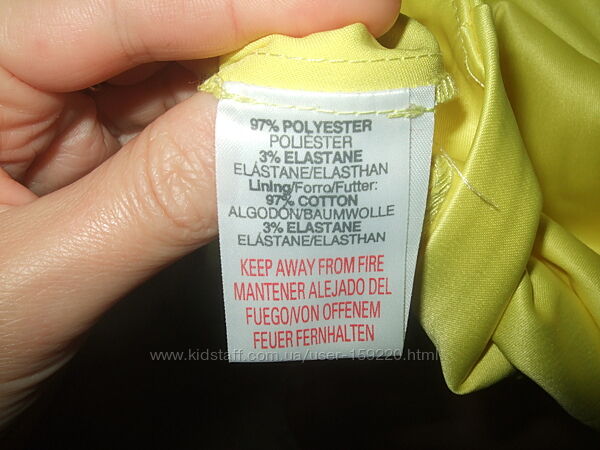 97% POLYESTER
POLIÉSTER
3% ELASTANE
ELÁSTANE/ELASTHAN
Lining/Forro/Futter:
97% COTTON
ALGODÓN/BAUMWOLLE
3% ELASTANE
ELÁSTANE/ELASTHAN
KEEP AWAY FROM FIRE
MANTENER ALEJADO DEL
FUEGO/VON OFFENEM
FEUER FERNHALTEN
www.kidstaff.com.ua/user-159220.html